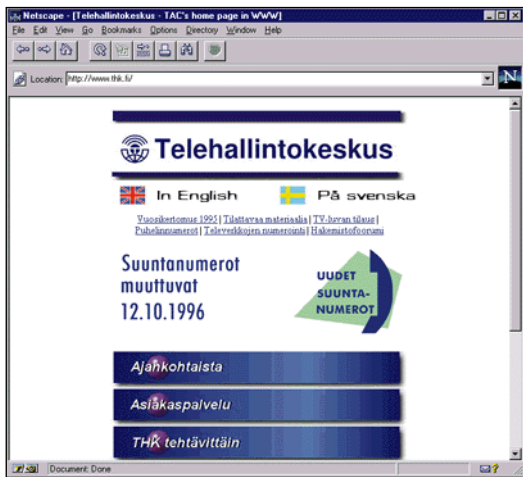 Netscape - [Telehallintokeskus - TAC's home page in WWW]
File Edit View Go Bookmarks Options Directory Window Help
Location: http://www.thk.fi/
N
Telehallintokeskus
In English På svenska
Vuosikertomus 1995 | Tilattavaa materiaalia | TV-luvan tilaus |
Puhelinnumerot | Televerkkojen numerointi | Hakemistofoorumi
Suuntanumerot
muuttuvat
12.10.1996
UUDET
SUUNTA-
NUMEROT
Ajankohtaista
Asiakaspalvelu
THK tehtävittäin
Document: Done